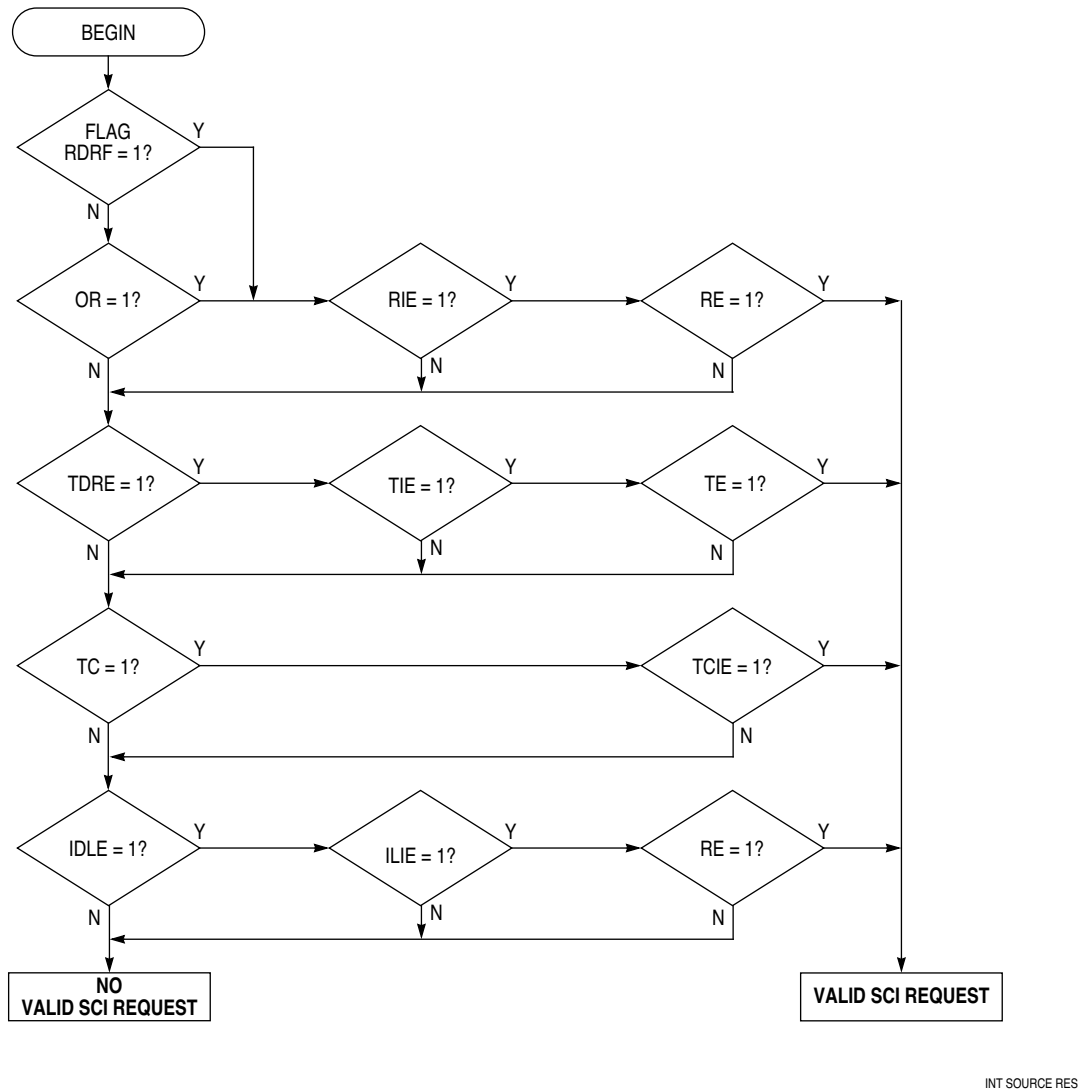 BEGIN
FLAG
RDRF = 1?
Y
N
OR = 1?
Y
N
RIE = 1?
Y
N
RE = 1?
Y
N
TDRE = 1?
Y
N
TIE = 1?
Y
N
TE = 1?
Y
N
TC = 1?
Y
N
TCIE = 1?
Y
N
IDLE = 1?
Y
N
ILIE = 1?
Y
N
RE = 1?
Y
N
NO
VALID SCI REQUEST
VALID SCI REQUEST
INT SOURCE RES